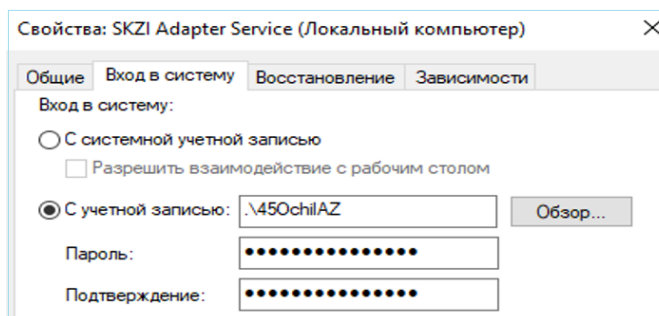 Свойства: SKZI Adapter Service (Локальный компьютер)
Общие Вход в систему Восстановление Зависимости
Вход в систему:
С системной учетной записью
Разрешить взаимодействие с рабочим столом
С учетной записью: .\45OchilAZ Обзор...
Пароль: ●●●●●●●●●●●●●●●
Подтверждение: ●●●●●●●●●●●●●●●